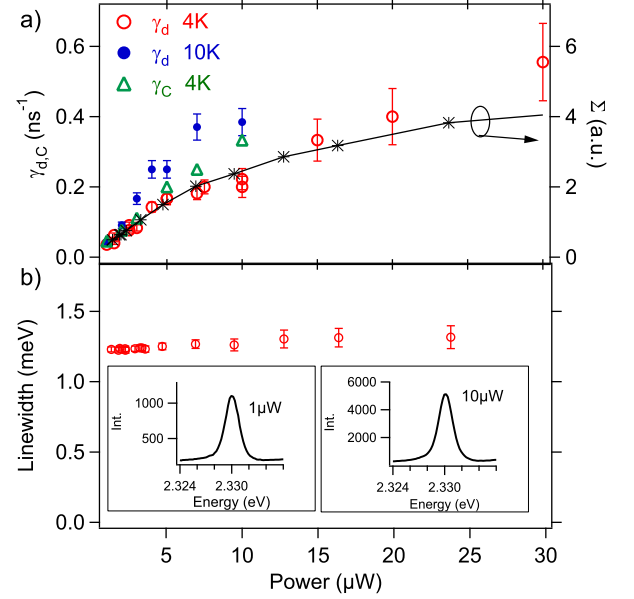 a)
γd 4K
γd 10K
γC 4K
γd,C (ns⁻¹)
0.6
0.4
0.2
0.0
Σ (a.u.)
6
4
2
0
b)
Linewidth (meV)
1.5
1.0
0.5
0.0
Int.
1000
500
1µW
2.324
2.330
Energy (eV)
Int.
6000
4000
2000
10µW
2.324
2.330
Energy (eV)
5
10
15
20
25
30
Power (µW)